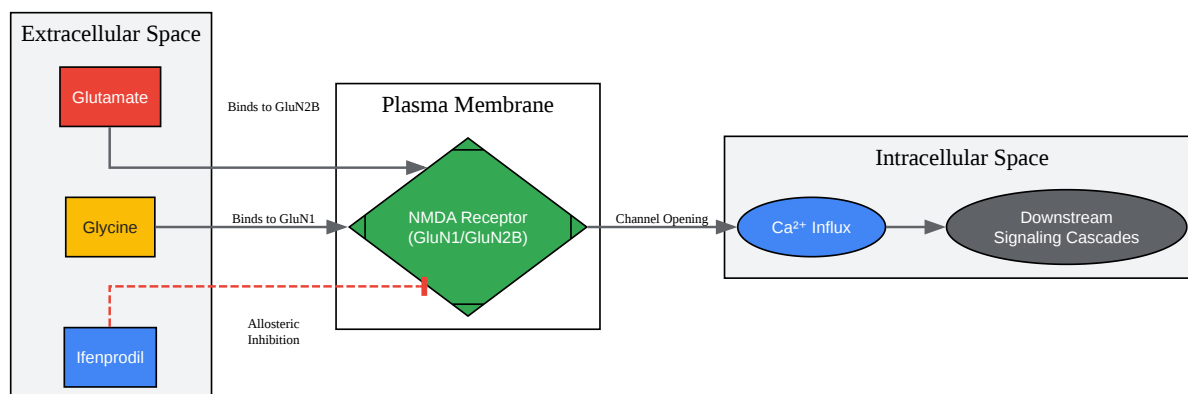 Extracellular Space
Glutamate
Binds to GluN2B
Plasma Membrane
Intracellular Space
Glycine
Binds to GluN1
NMDA Receptor
(GluN1/GluN2B)
Channel Opening
Ca²⁺ Influx
Downstream
Signaling Cascades
Allosteric
Inhibition
Ifenprodil